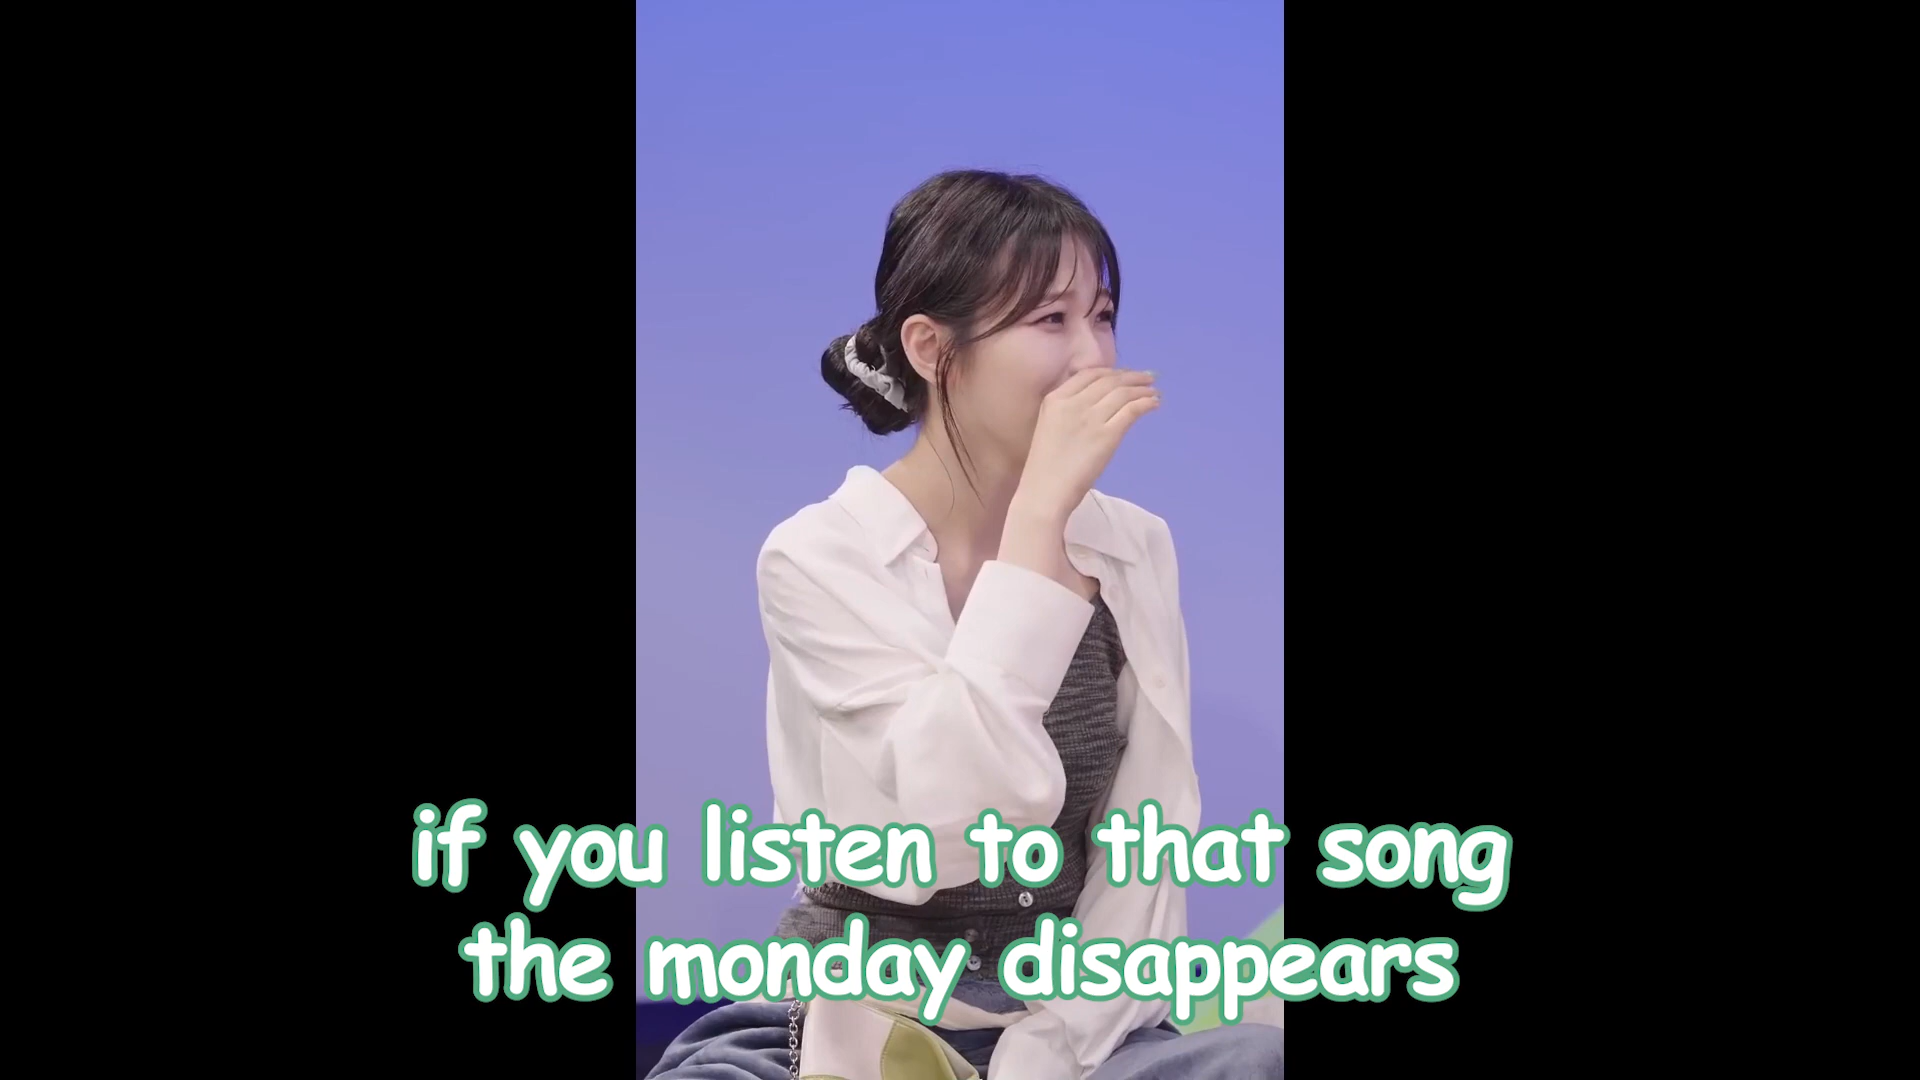 if you listen to that song
the monday disappears